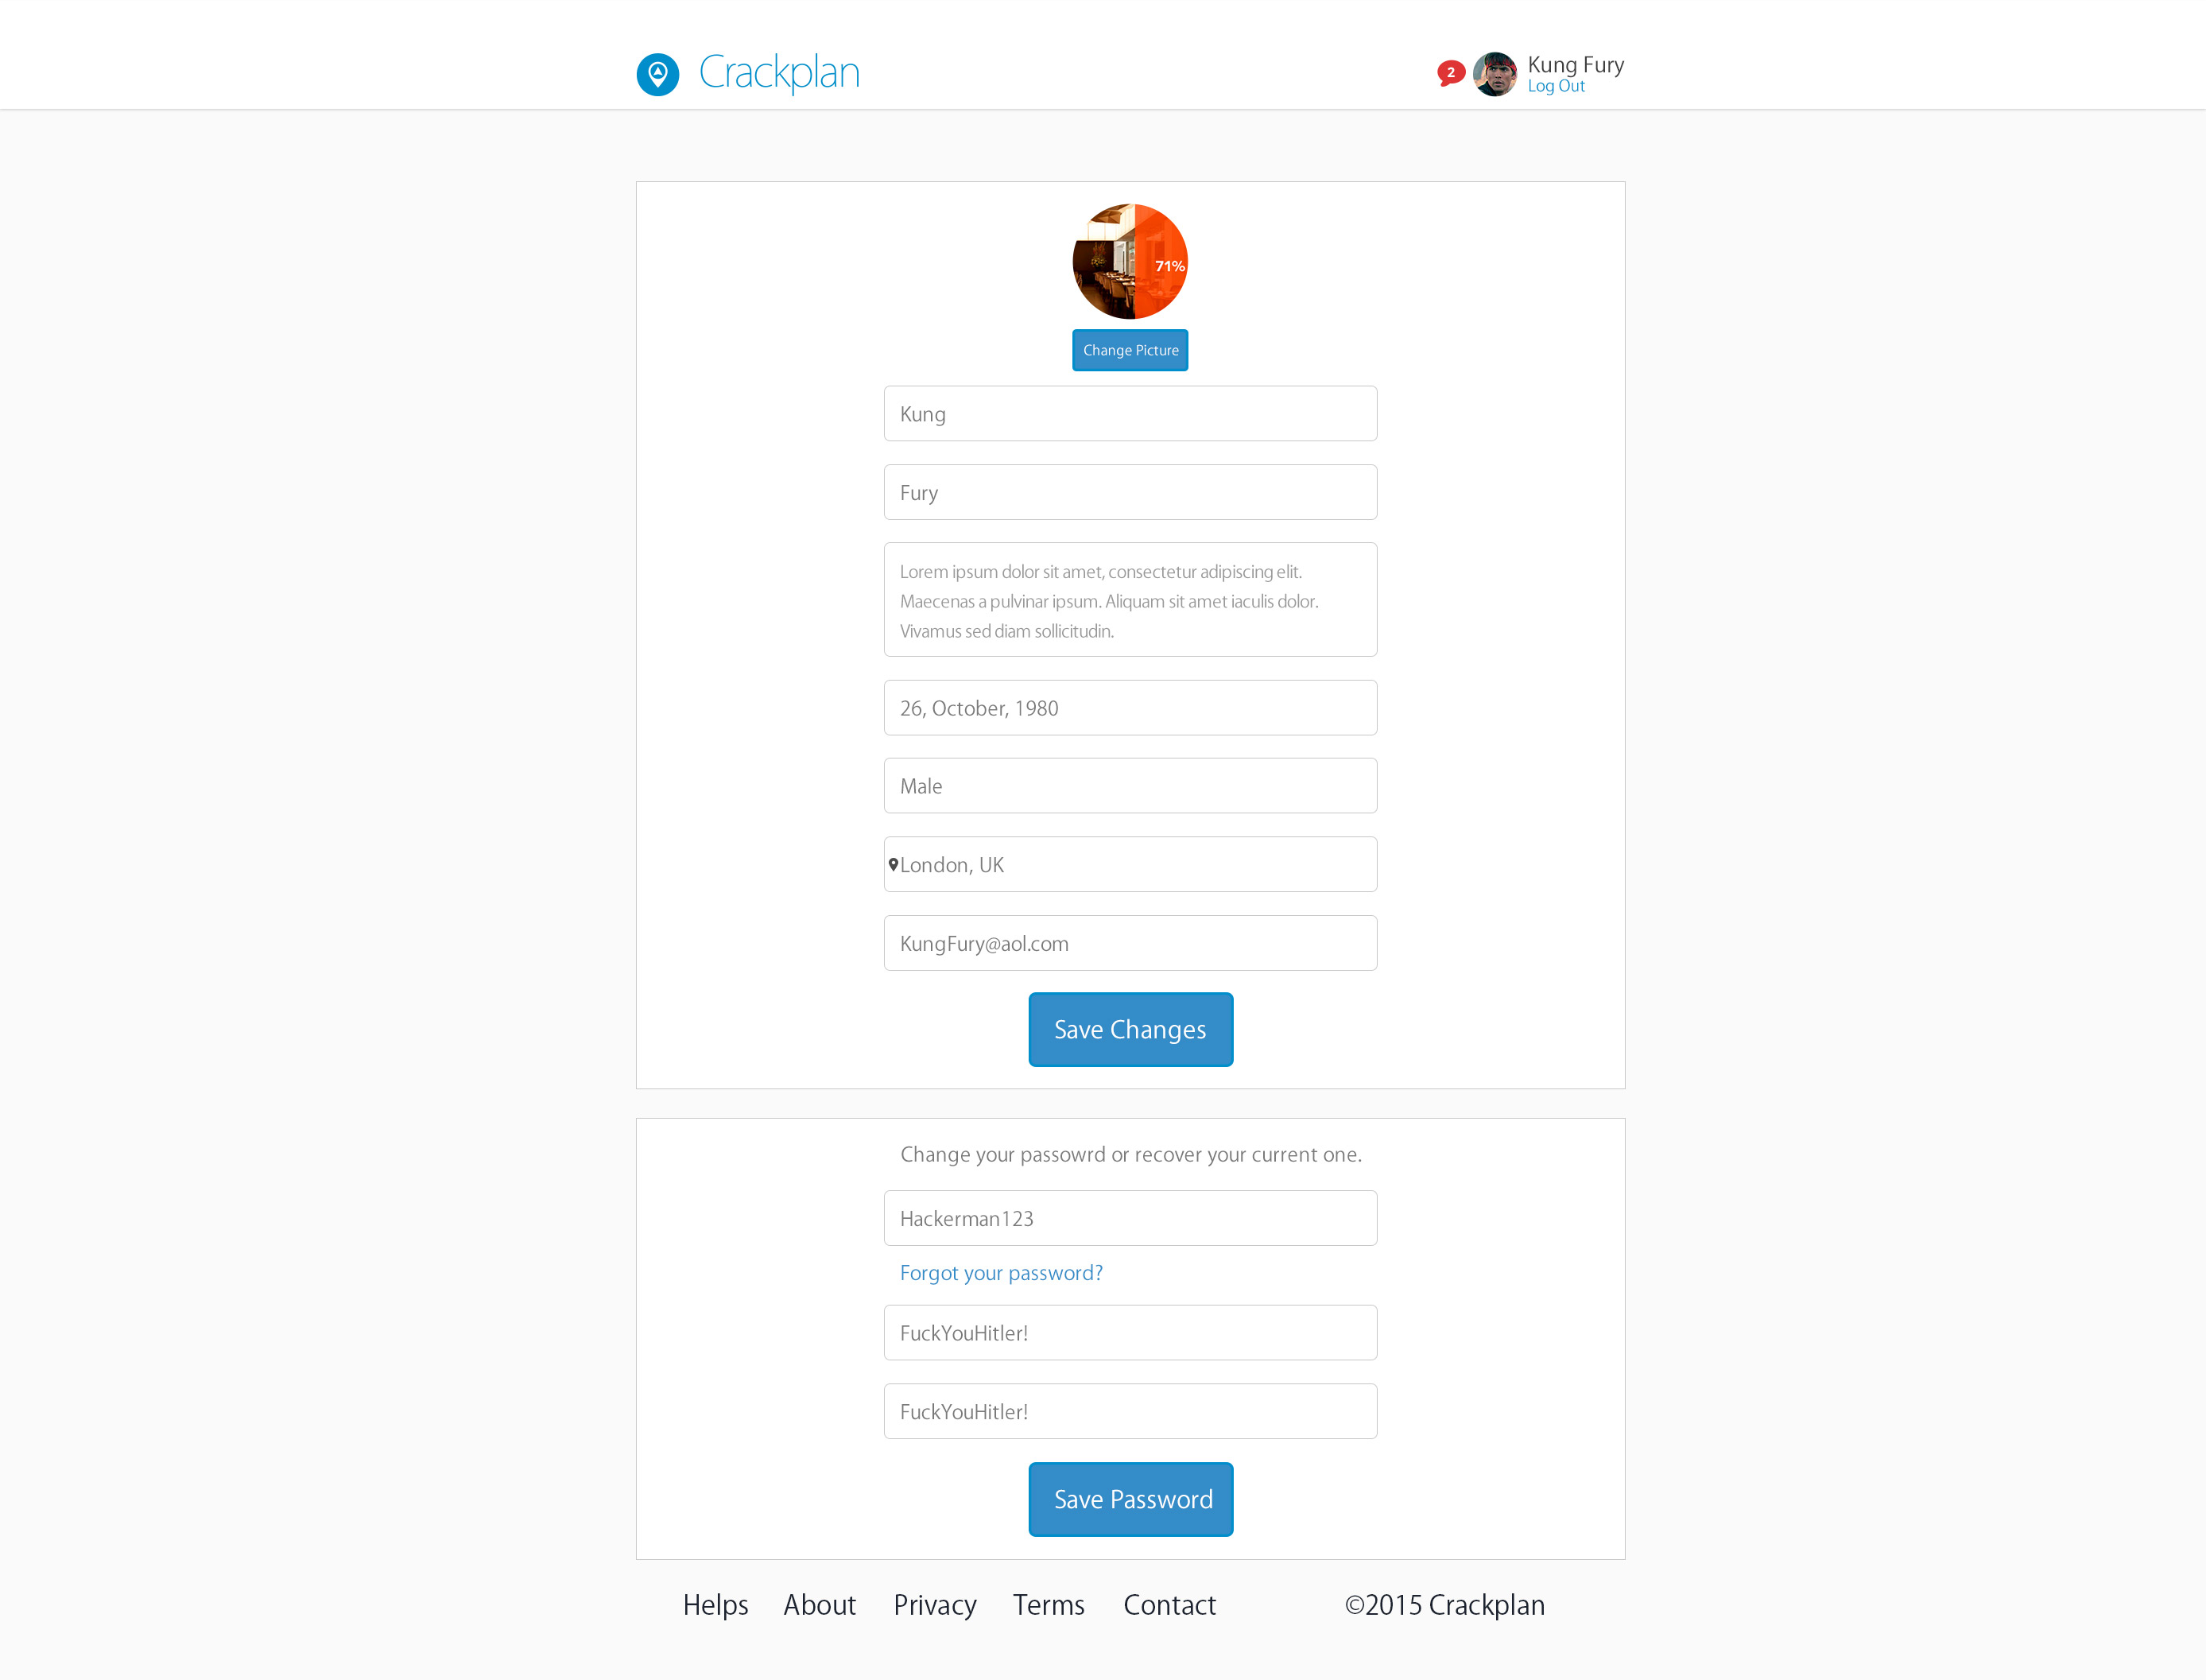 Crackplan
2
Kung Fury
Log Out
71%
Change Picture
Kung
Fury
Lorem ipsum dolor sit amet, consectetur adipiscing elit.
Maecenas a pulvinar ipsum. Aliquam sit amet iaculis dolor.
Vivamus sed diam sollicitudin.
26, October, 1980
Male
London, UK
KungFury@aol.com
Save Changes
Change your passowrd or recover your current one.
Hackerman123
Forgot your password?
FuckYouHitler!
FuckYouHitler!
Save Password
Helps About Privacy Terms Contact ©2015 Crackplan